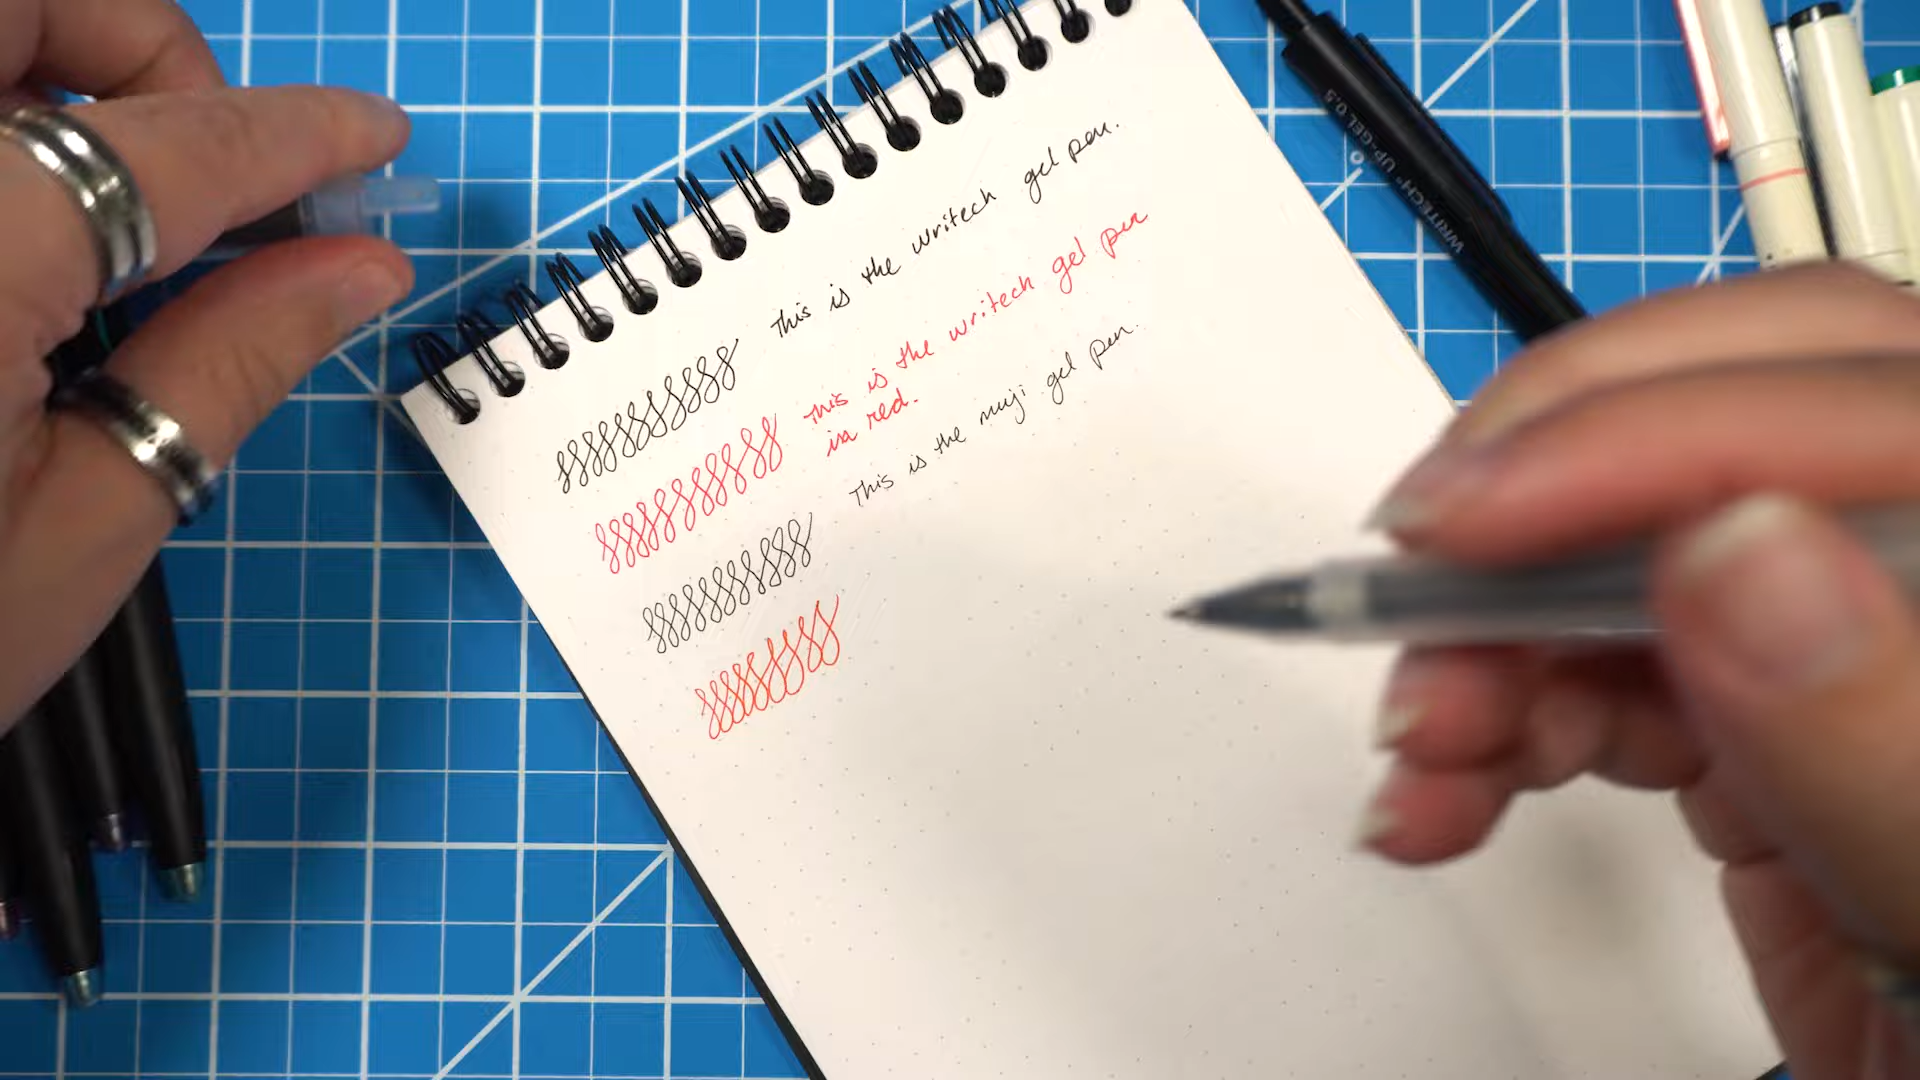 This is the writech gel pen.
This is the writech gel pen
in red.
This is the muji gel pen.
WRITECH® UP-GEL 0.5